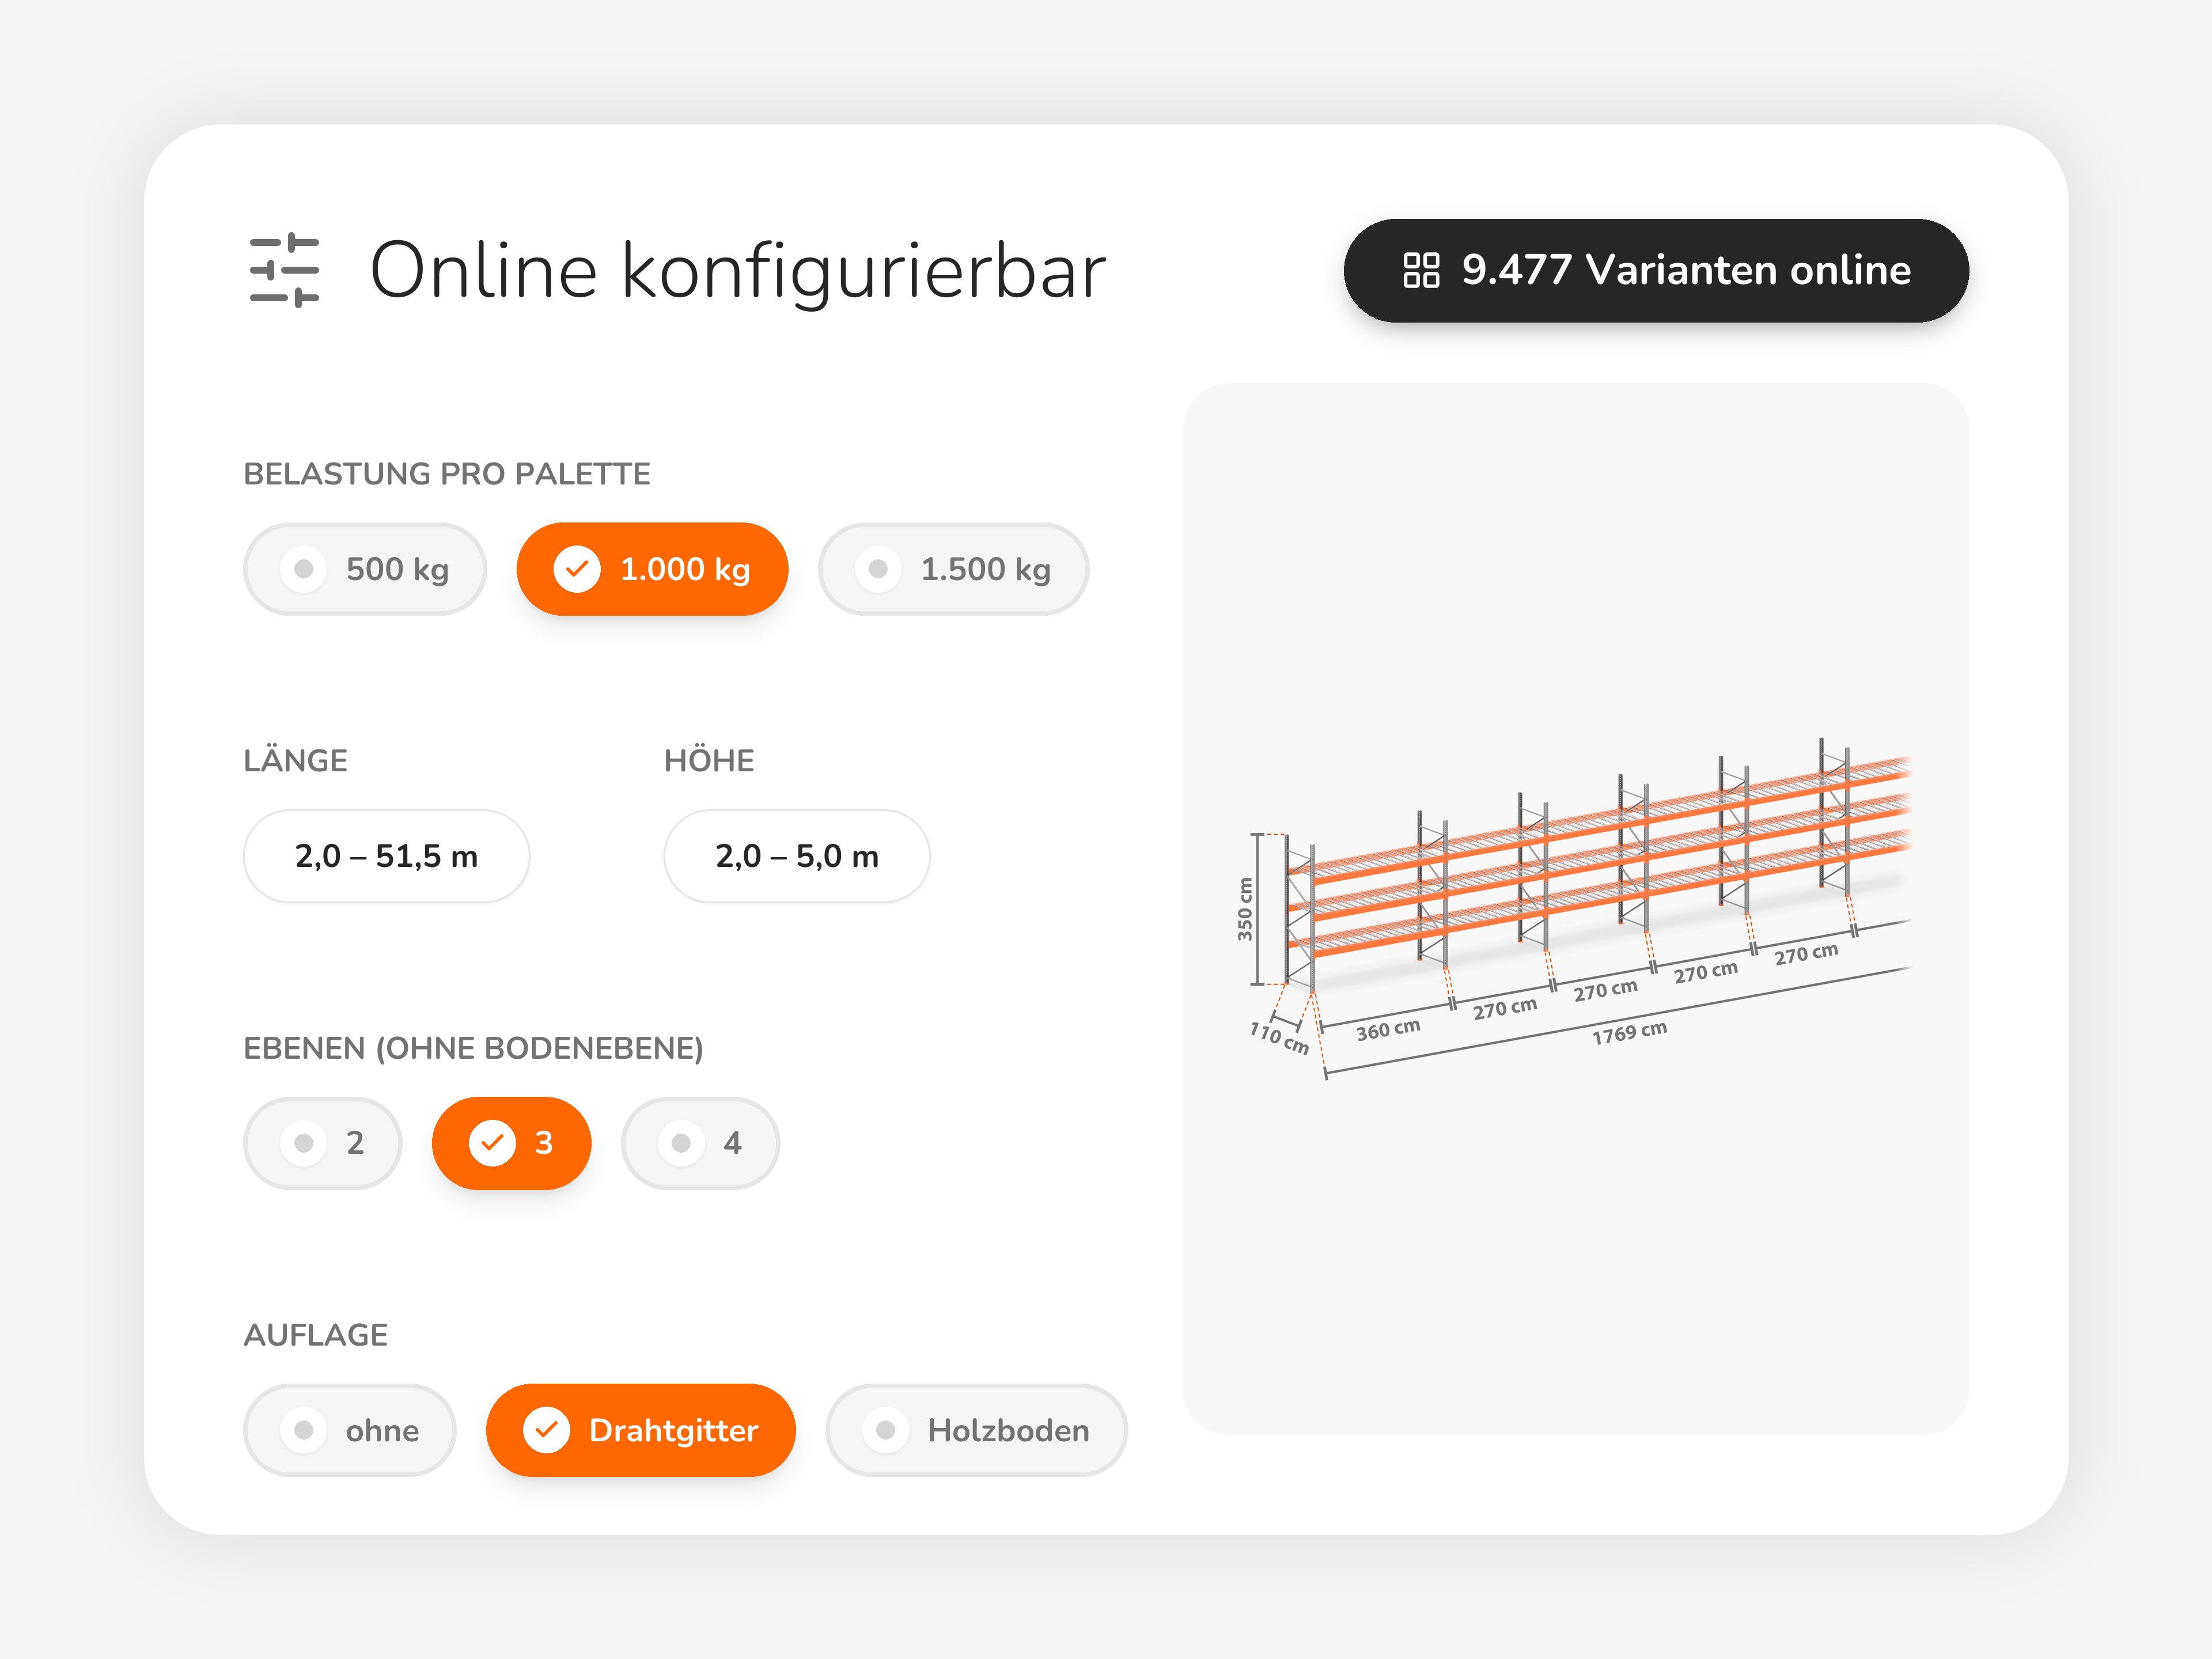 Online konfigurierbar
9.477 Varianten online
BELASTUNG PRO PALETTE
500 kg
1.000 kg
1.500 kg
LÄNGE
HÖHE
2,0 – 51,5 m
2,0 – 5,0 m
EBENEN (OHNE BODENEBENE)
2
3
4
AUFLAGE
ohne
Drahtgitter
Holzboden
350 cm
110 cm
360 cm
270 cm
270 cm
270 cm
270 cm
1769 cm